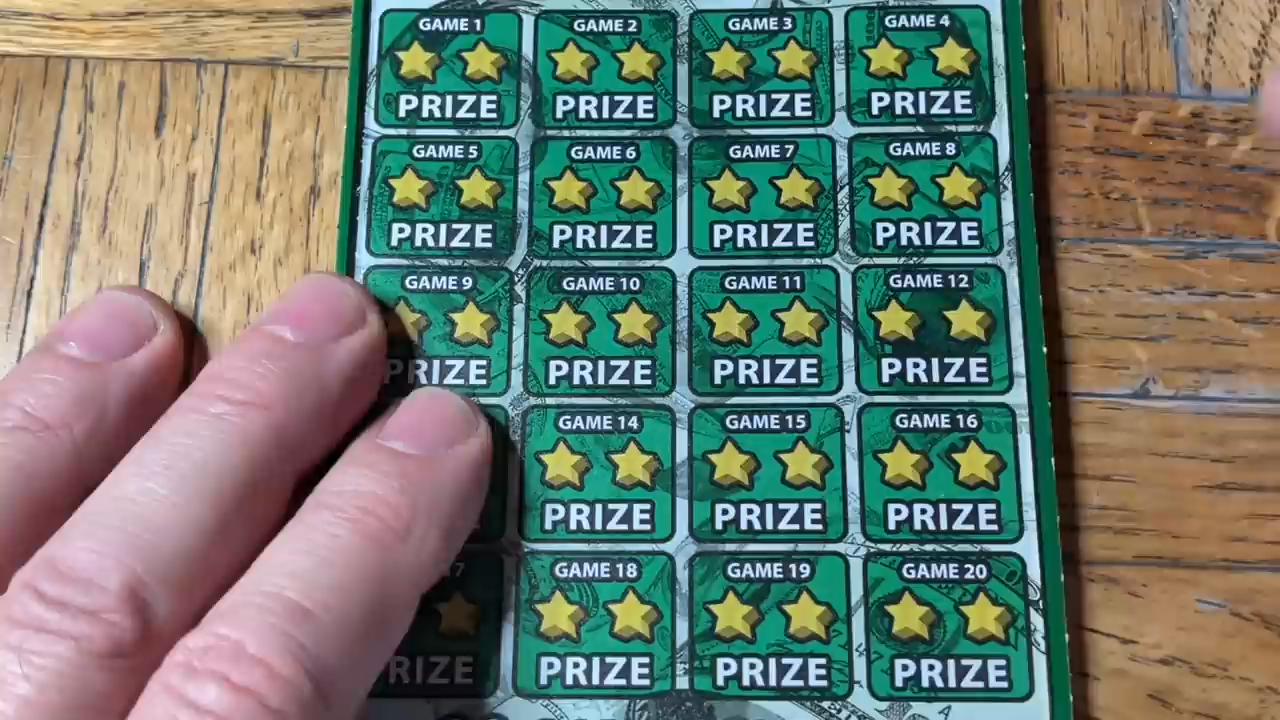 GAME 1 GAME 2 GAME 3 GAME 4
PRIZE PRIZE PRIZE PRIZE
GAME 5 GAME 6 GAME 7 GAME 8
PRIZE PRIZE PRIZE PRIZE
GAME 9 GAME 10 GAME 11 GAME 12
PRIZE PRIZE PRIZE PRIZE
GAME 14 GAME 15 GAME 16
PRIZE PRIZE PRIZE
7 GAME 18 GAME 19 GAME 20
RIZE PRIZE PRIZE PRIZE